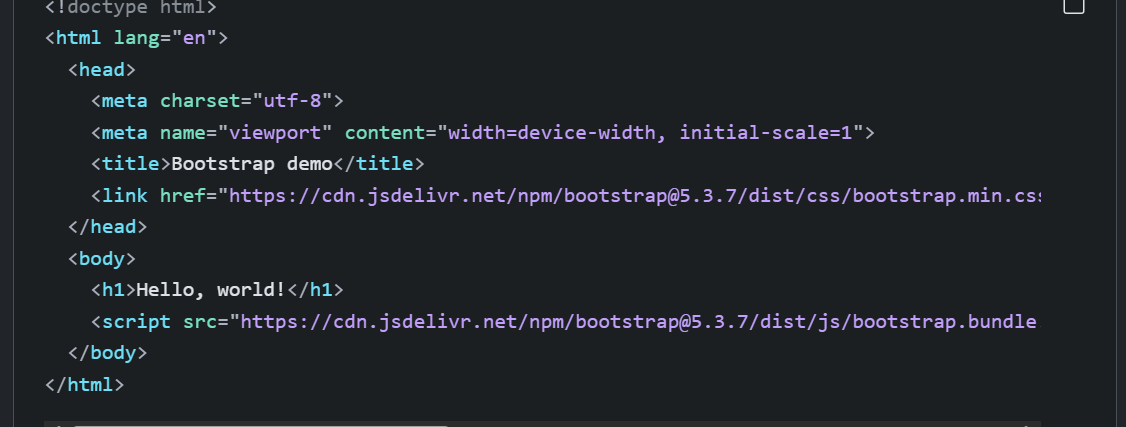 <!doctype html>
<html lang="en">
<head>
<meta charset="utf-8">
<meta name="viewport" content="width=device-width, initial-scale=1">
<title>Bootstrap demo</title>
<link href="https://cdn.jsdelivr.net/npm/bootstrap@5.3.7/dist/css/bootstrap.min.css
</head>
<body>
<h1>Hello, world!</h1>
<script src="https://cdn.jsdelivr.net/npm/bootstrap@5.3.7/dist/js/bootstrap.bundle.
</body>
</html>